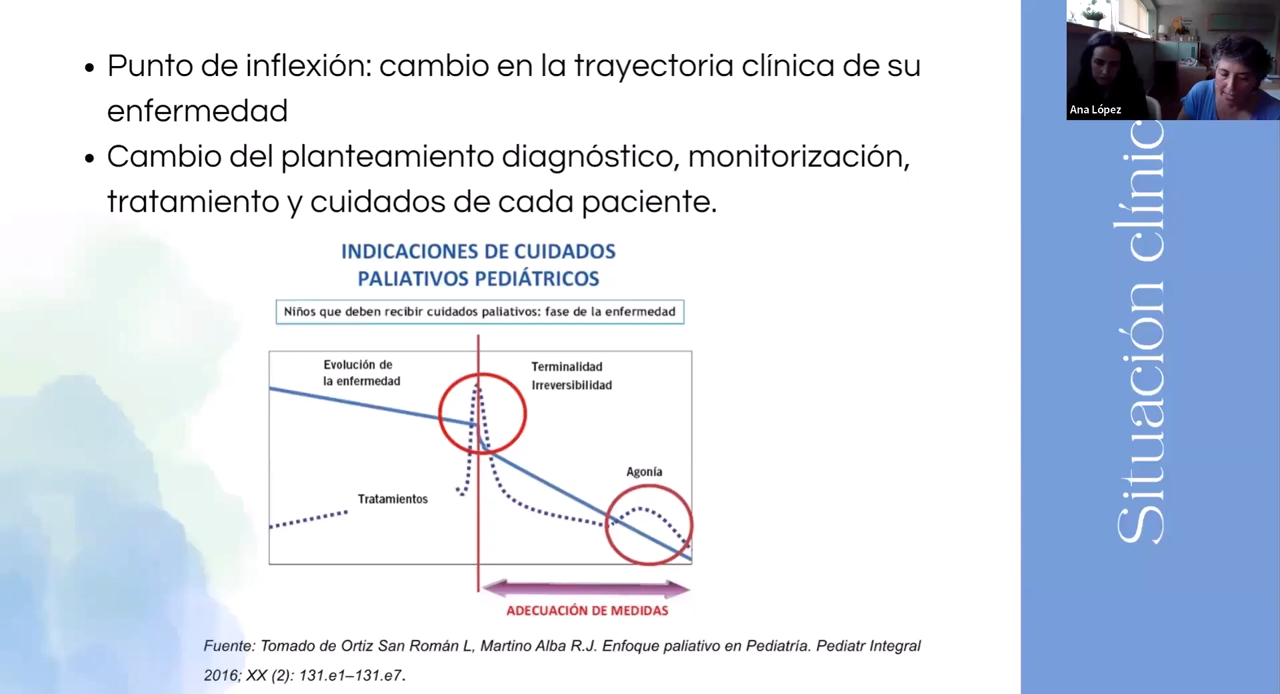 • Punto de inflexión: cambio en la trayectoria clínica de su
enfermedad
• Cambio del planteamiento diagnóstico, monitorización,
tratamiento y cuidados de cada paciente.
INDICACIONES DE CUIDADOS
PALIATIVOS PEDIÁTRICOS
Niños que deben recibir cuidados paliativos: fase de la enfermedad
Evolución de
la enfermedad
Terminalidad
Irreversibilidad
Agonía
Tratamientos
ADECUACIÓN DE MEDIDAS
Fuente: Tomado de Ortiz San Román L, Martino Alba R.J. Enfoque paliativo en Pediatría. Pediatr Integral
2016; XX (2): 131.e1–131.e7.
Ana López
Situación clínic